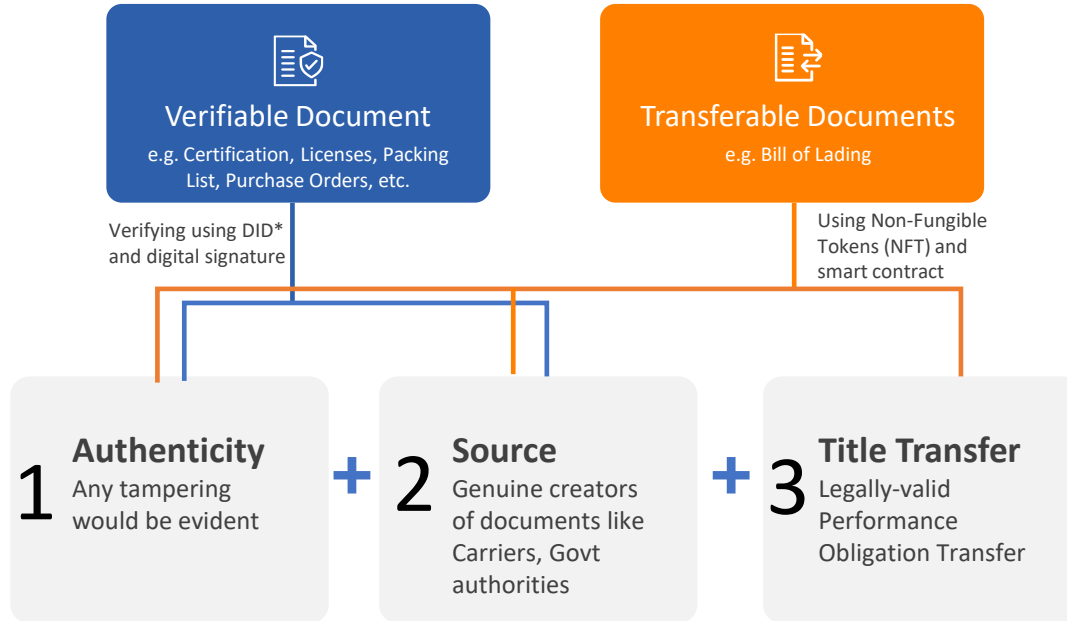 Verifiable Document
e.g. Certification, Licenses, Packing
List, Purchase Orders, etc.
Transferable Documents
e.g. Bill of Lading
Verifying using DID*
and digital signature
Using Non-Fungible
Tokens (NFT) and
smart contract
1
Authenticity
Any tampering
would be evident
+
2
Source
Genuine creators
of documents like
Carriers, Govt
authorities
+
3
Title Transfer
Legally-valid
Performance
Obligation Transfer